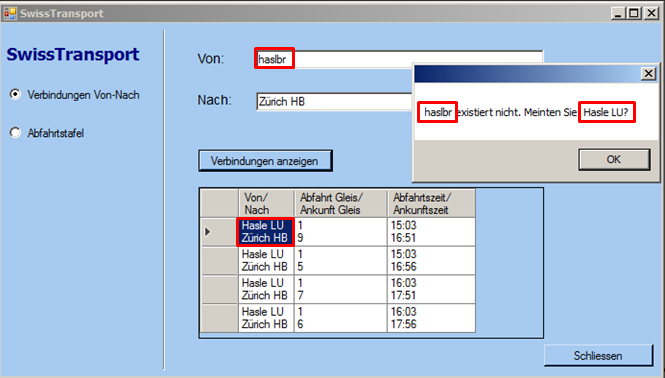 SwissTransport
SwissTransport
Verbindungen Von-Nach
Abfahrtstafel
Von: haslbr
Nach: Zürich HB
haslbr existiert nicht. Meinten Sie Hasle LU?
OK
Verbindungen anzeigen
Von/ Abfahrt Gleis/ Abfahrtszeit/
Nach Ankunft Gleis Ankunftszeit
Hasle LU 1 15:03
Zürich HB 9 16:51
Hasle LU 1 15:03
Zürich HB 5 16:56
Hasle LU 1 16:03
Zürich HB 7 17:51
Hasle LU 1 16:03
Zürich HB 6 17:56
Schliessen